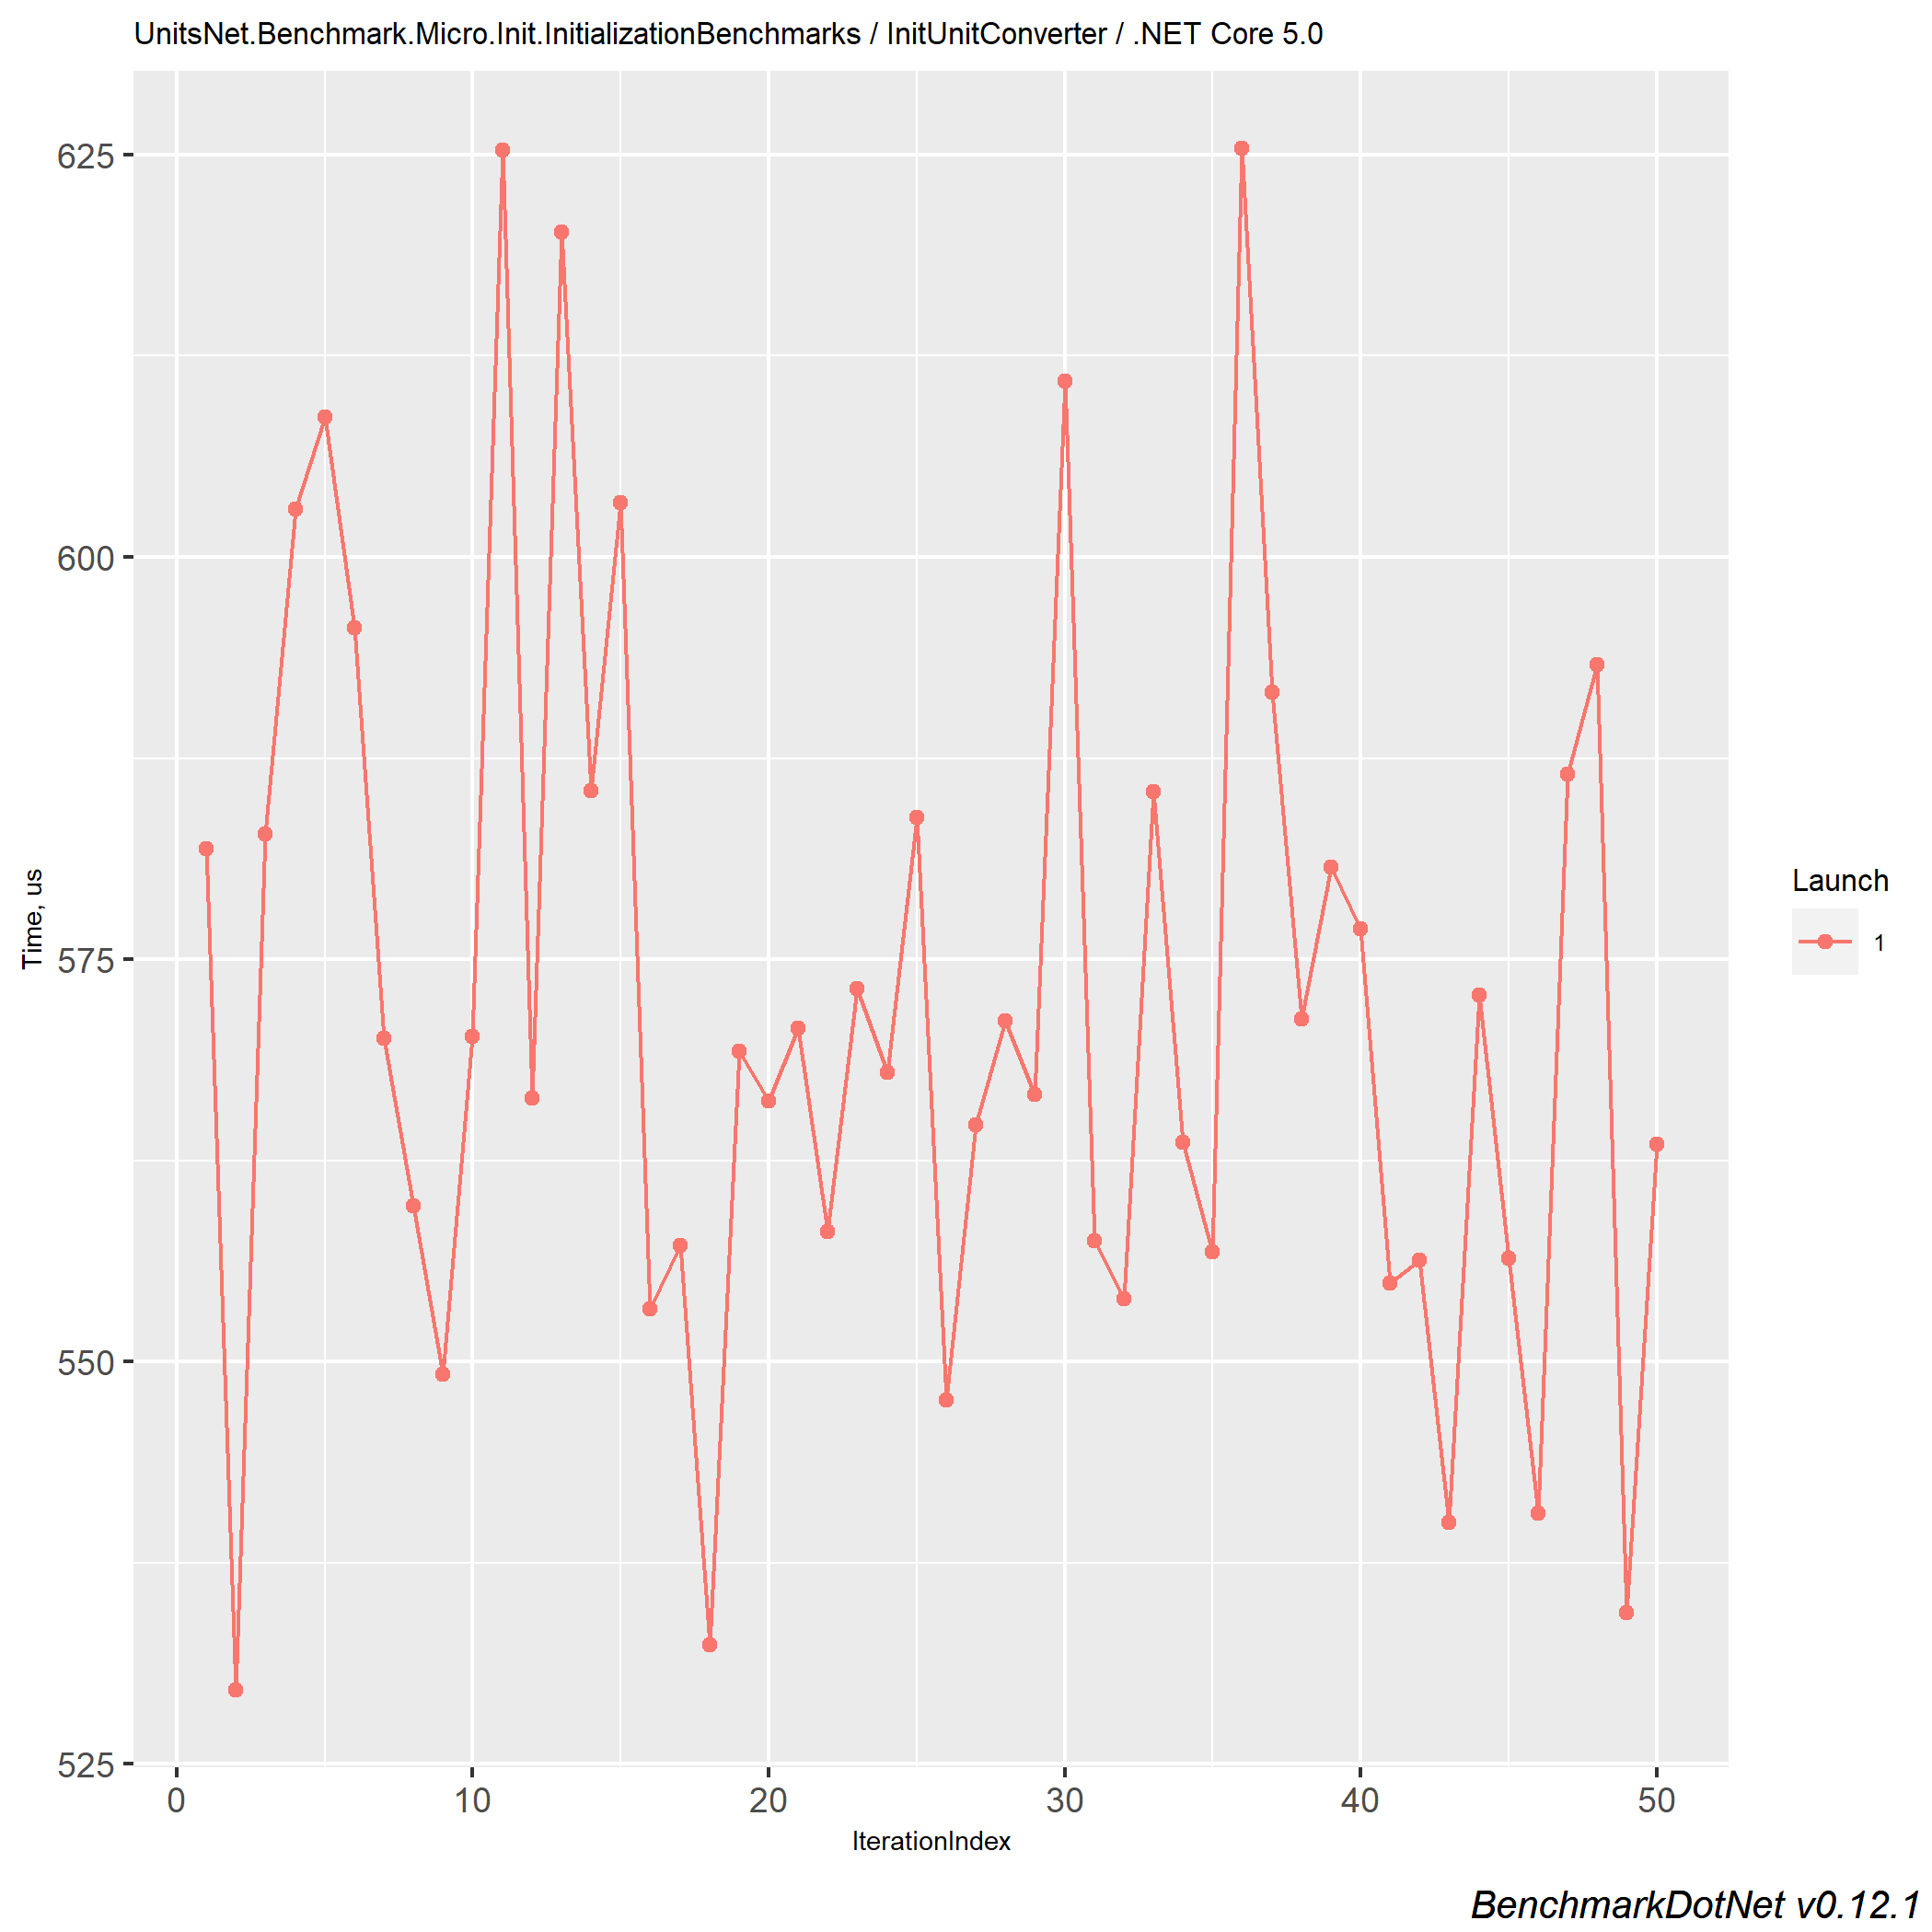 UnitsNet.Benchmark.Micro.Init.InitializationBenchmarks / InitUnitConverter / .NET Core 5.0
625
600
575
550
525
Time, us
0 10 20 30 40 50
IterationIndex
Launch
1
BenchmarkDotNet v0.12.1